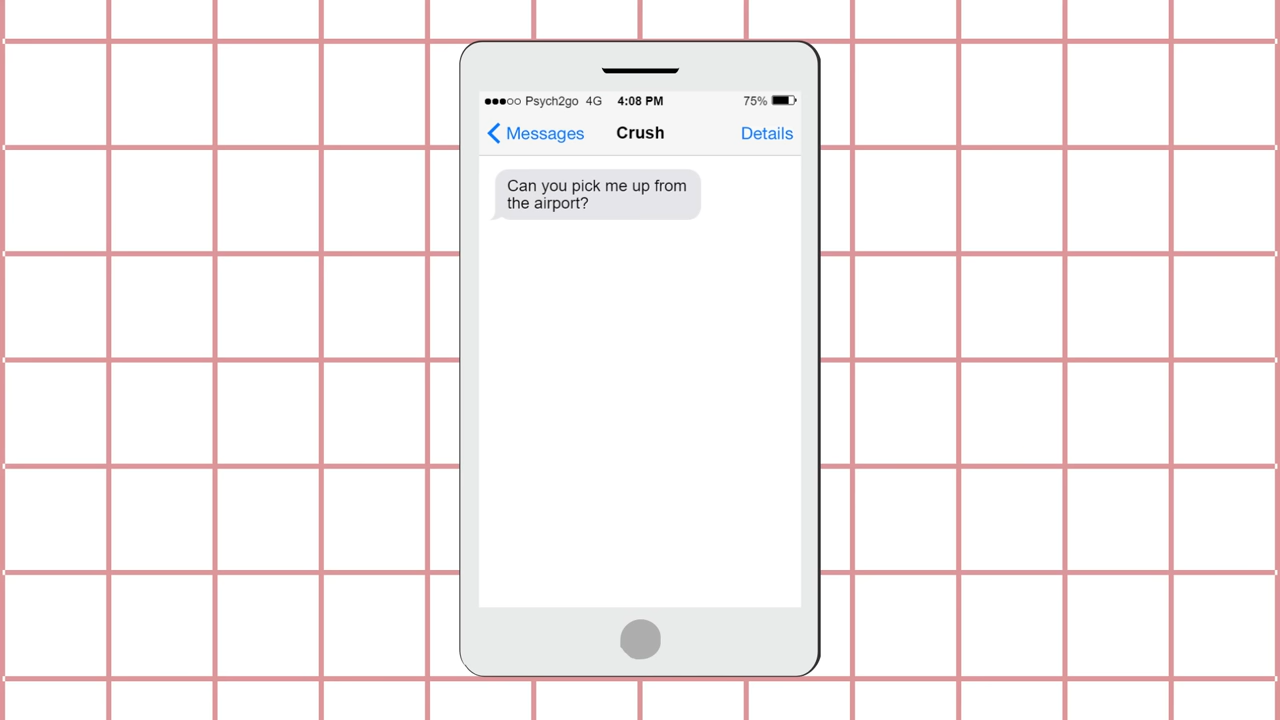 Psych2go 4G 4:08 PM 75%
Messages Crush Details
Can you pick me up from
the airport?